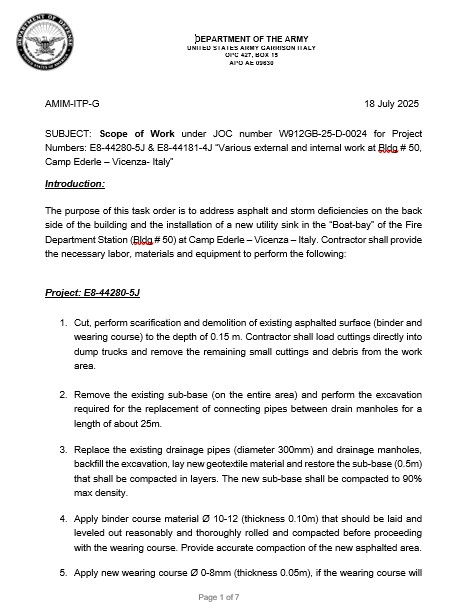 DEPARTMENT OF THE ARMY
UNITED STATES ARMY GARRISON ITALY
OPC 427, BOX 15
APO AE 09630
AMIM-ITP-G 18 July 2025
SUBJECT: Scope of Work under JOC number W912GB-25-D-0024 for Project
Numbers: E8-44280-5J & E8-44181-4J “Various external and internal work at Bldg # 50,
Camp Ederle – Vicenza- Italy”
Introduction:
The purpose of this task order is to address asphalt and storm deficiencies on the back
side of the building and the installation of a new utility sink in the “Boat-bay” of the Fire
Department Station (Bldg # 50) at Camp Ederle – Vicenza – Italy. Contractor shall provide
the necessary labor, materials and equipment to perform the following:
Project: E8-44280-5J
1. Cut, perform scarification and demolition of existing asphalted surface (binder and
wearing course) to the depth of 0.15 m. Contractor shall load cuttings directly into
dump trucks and remove the remaining small cuttings and debris from the work
area.
2. Remove the existing sub-base (on the entire area) and perform the excavation
required for the replacement of connecting pipes between drain manholes for a
length of about 25m.
3. Replace the existing drainage pipes (diameter 300mm) and drainage manholes,
backfill the excavation, lay new geotextile material and restore the sub-base (0.5m)
that shall be compacted in layers. The new sub-base shall be compacted to 90%
max density.
4. Apply binder course material Ø 10-12 (thickness 0.10m) that should be laid and
leveled out reasonably and thoroughly rolled and compacted before proceeding
with the wearing course. Provide accurate compaction of the new asphalted area.
5. Apply new wearing course Ø 0-8mm (thickness 0.05m), if the wearing course will
Page 1 of 7